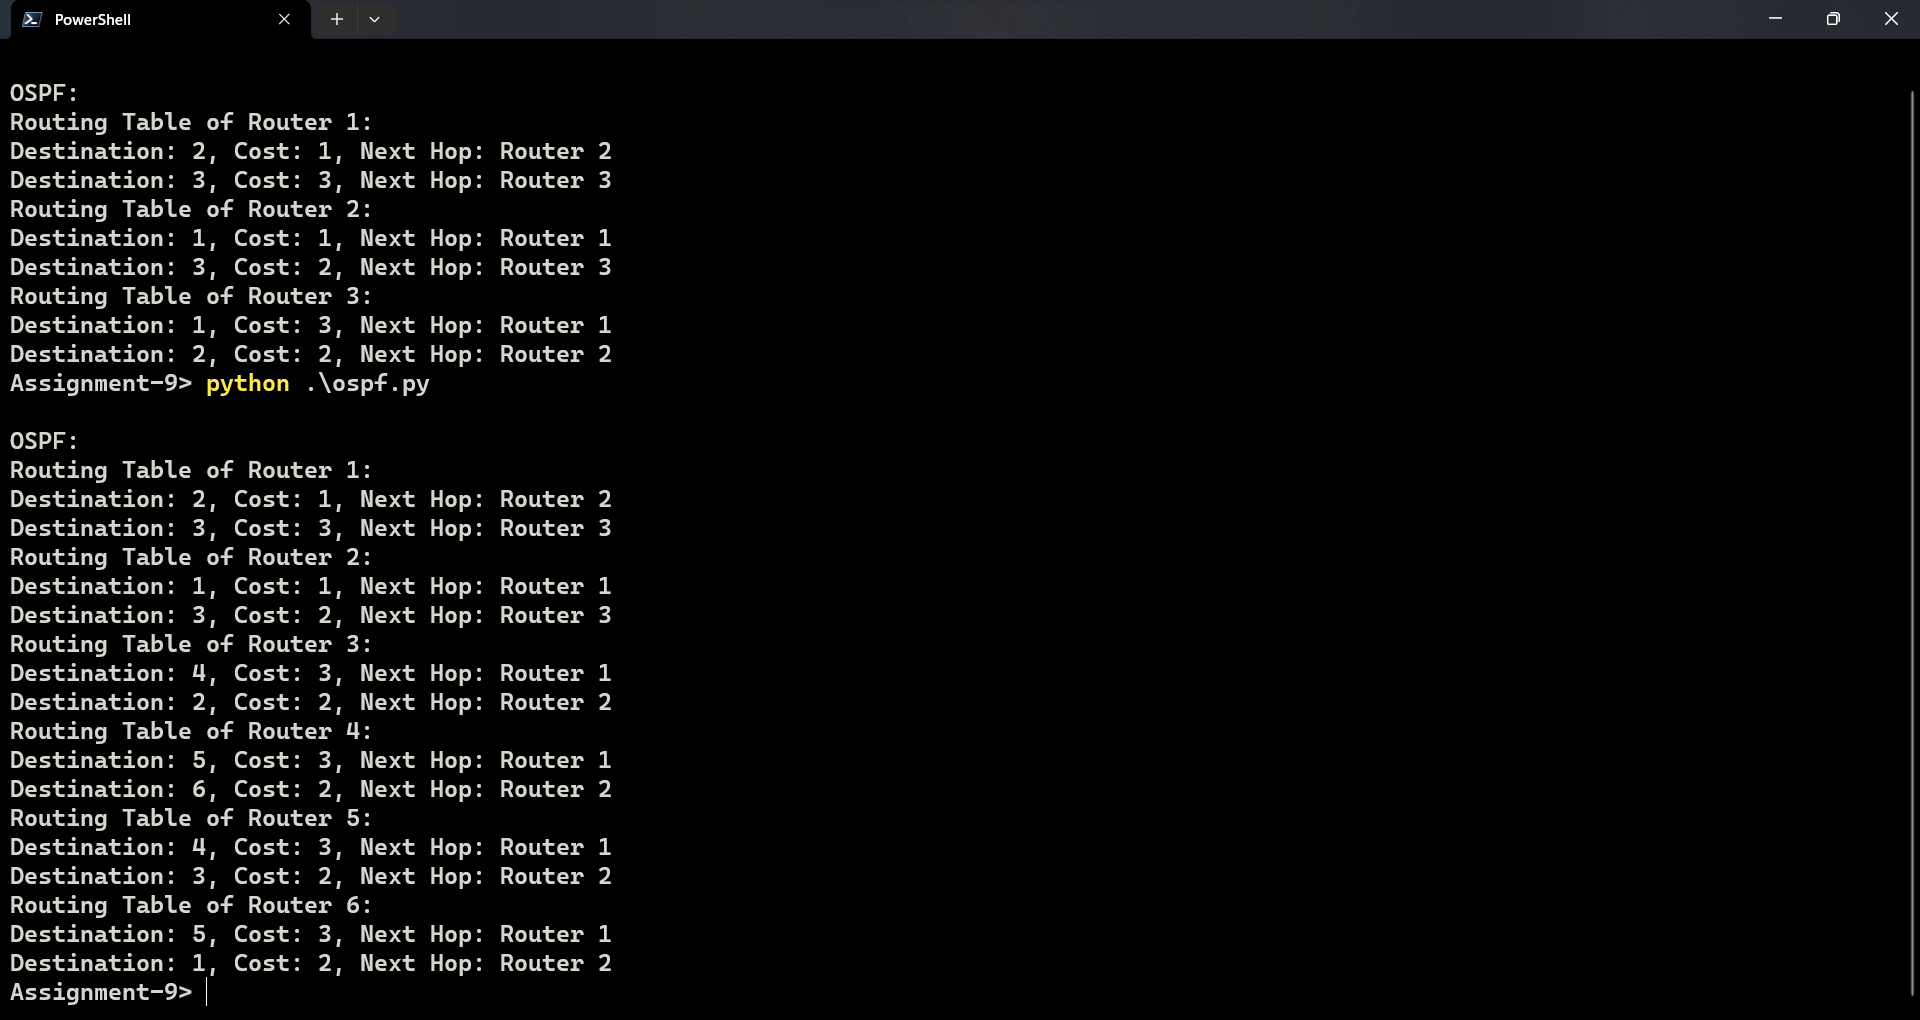 PowerShell
OSPF:
Routing Table of Router 1:
Destination: 2, Cost: 1, Next Hop: Router 2
Destination: 3, Cost: 3, Next Hop: Router 3
Routing Table of Router 2:
Destination: 1, Cost: 1, Next Hop: Router 1
Destination: 3, Cost: 2, Next Hop: Router 3
Routing Table of Router 3:
Destination: 1, Cost: 3, Next Hop: Router 1
Destination: 2, Cost: 2, Next Hop: Router 2
Assignment-9> python .\ospf.py
OSPF:
Routing Table of Router 1:
Destination: 2, Cost: 1, Next Hop: Router 2
Destination: 3, Cost: 3, Next Hop: Router 3
Routing Table of Router 2:
Destination: 1, Cost: 1, Next Hop: Router 1
Destination: 3, Cost: 2, Next Hop: Router 3
Routing Table of Router 3:
Destination: 4, Cost: 3, Next Hop: Router 1
Destination: 2, Cost: 2, Next Hop: Router 2
Routing Table of Router 4:
Destination: 5, Cost: 3, Next Hop: Router 1
Destination: 6, Cost: 2, Next Hop: Router 2
Routing Table of Router 5:
Destination: 4, Cost: 3, Next Hop: Router 1
Destination: 3, Cost: 2, Next Hop: Router 2
Routing Table of Router 6:
Destination: 5, Cost: 3, Next Hop: Router 1
Destination: 1, Cost: 2, Next Hop: Router 2
Assignment-9>